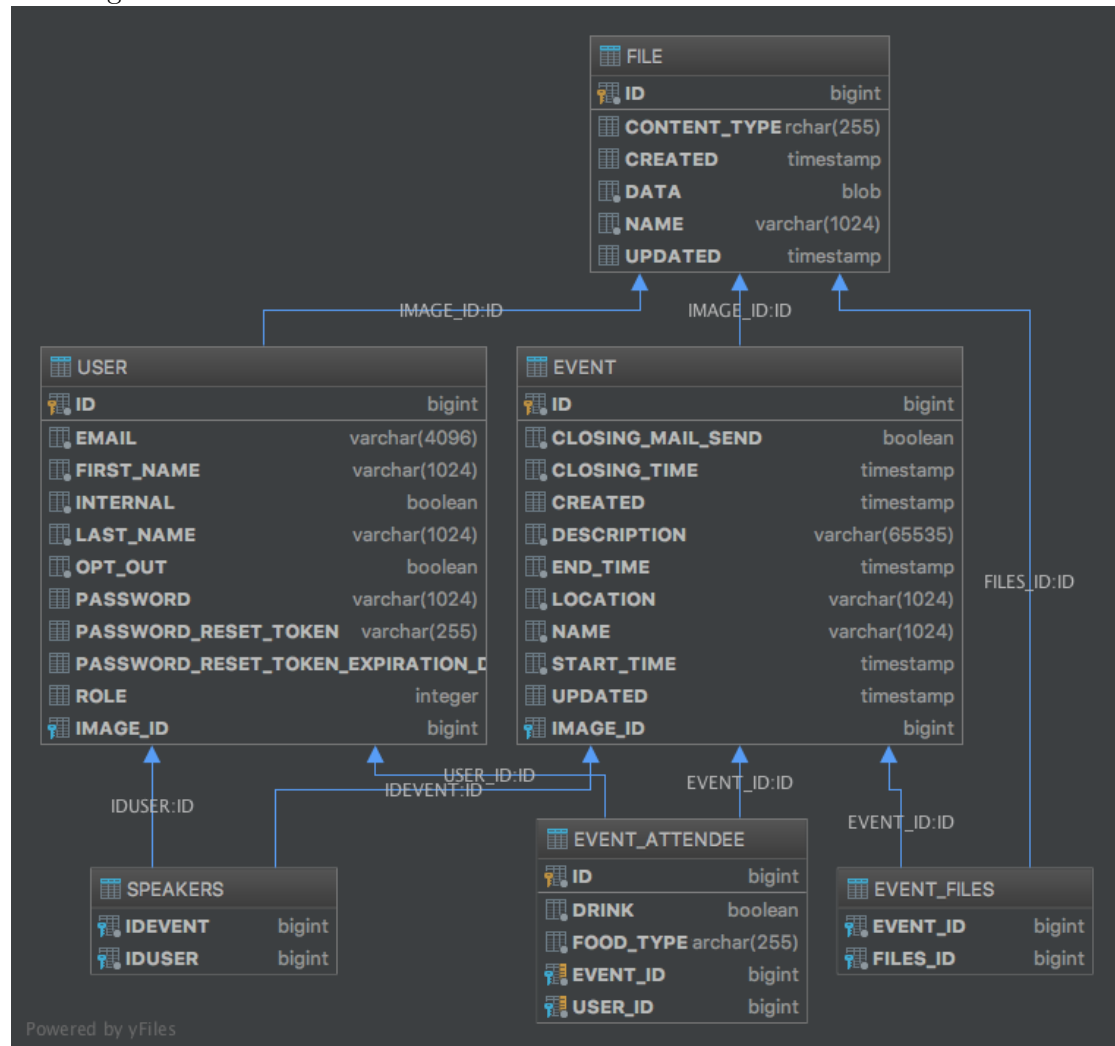 FILE
ID bigint
CONTENT_TYPE rchar(255)
CREATED timestamp
DATA blob
NAME varchar(1024)
UPDATED timestamp
IMAGE_ID:ID
IMAGE_ID:ID
FILES_ID:ID
USER
ID bigint
EMAIL varchar(4096)
FIRST_NAME varchar(1024)
INTERNAL boolean
LAST_NAME varchar(1024)
OPT_OUT boolean
PASSWORD varchar(1024)
PASSWORD_RESET_TOKEN varchar(255)
PASSWORD_RESET_TOKEN_EXPIRATION_D
ROLE integer
IMAGE_ID bigint
EVENT
ID bigint
CLOSING_MAIL_SEND boolean
CLOSING_TIME timestamp
CREATED timestamp
DESCRIPTION varchar(65535)
END_TIME timestamp
LOCATION varchar(1024)
NAME varchar(1024)
START_TIME timestamp
UPDATED timestamp
IMAGE_ID bigint
IDUSER:ID
USER_ID:ID
IDEVENT:ID
EVENT_ID:ID
EVENT_ID:ID
SPEAKERS
IDEVENT bigint
IDUSER bigint
EVENT_ATTENDEE
ID bigint
DRINK boolean
FOOD_TYPE archar(255)
EVENT_ID bigint
USER_ID bigint
EVENT_FILES
EVENT_ID bigint
FILES_ID bigint
Powered by yFiles